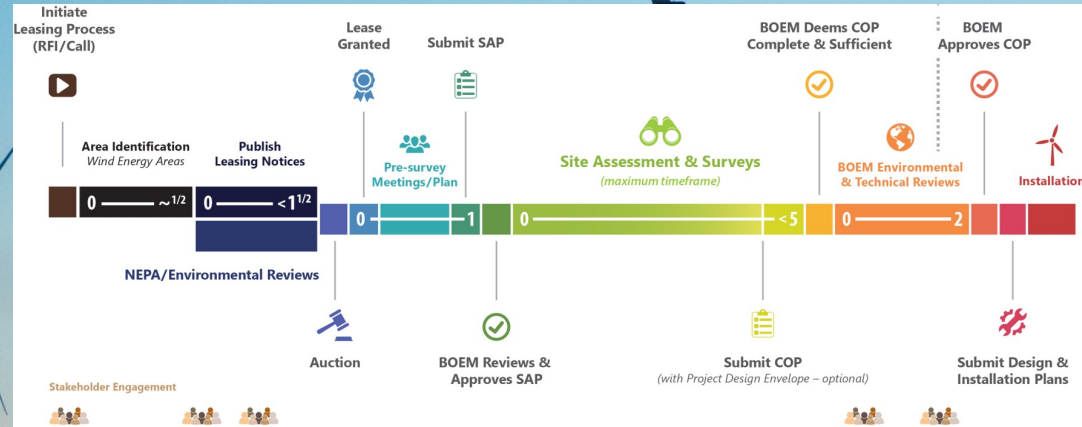 Initiate
Leasing Process
(RFI/Call)
Lease
Granted
Submit SAP
BOEM Deems COP
Complete & Sufficient
BOEM
Approves COP
Area Identification
Wind Energy Areas
Publish
Leasing Notices
Pre-survey
Meetings/Plan
Site Assessment & Surveys
(maximum timeframe)
BOEM Environmental
& Technical Reviews
Installation
0 ~1/2
0 <1 1/2
0 1
0 <5
0 2
NEPA/Environmental Reviews
Auction
BOEM Reviews &
Approves SAP
Submit COP
(with Project Design Envelope – optional)
Submit Design &
Installation Plans
Stakeholder Engagement